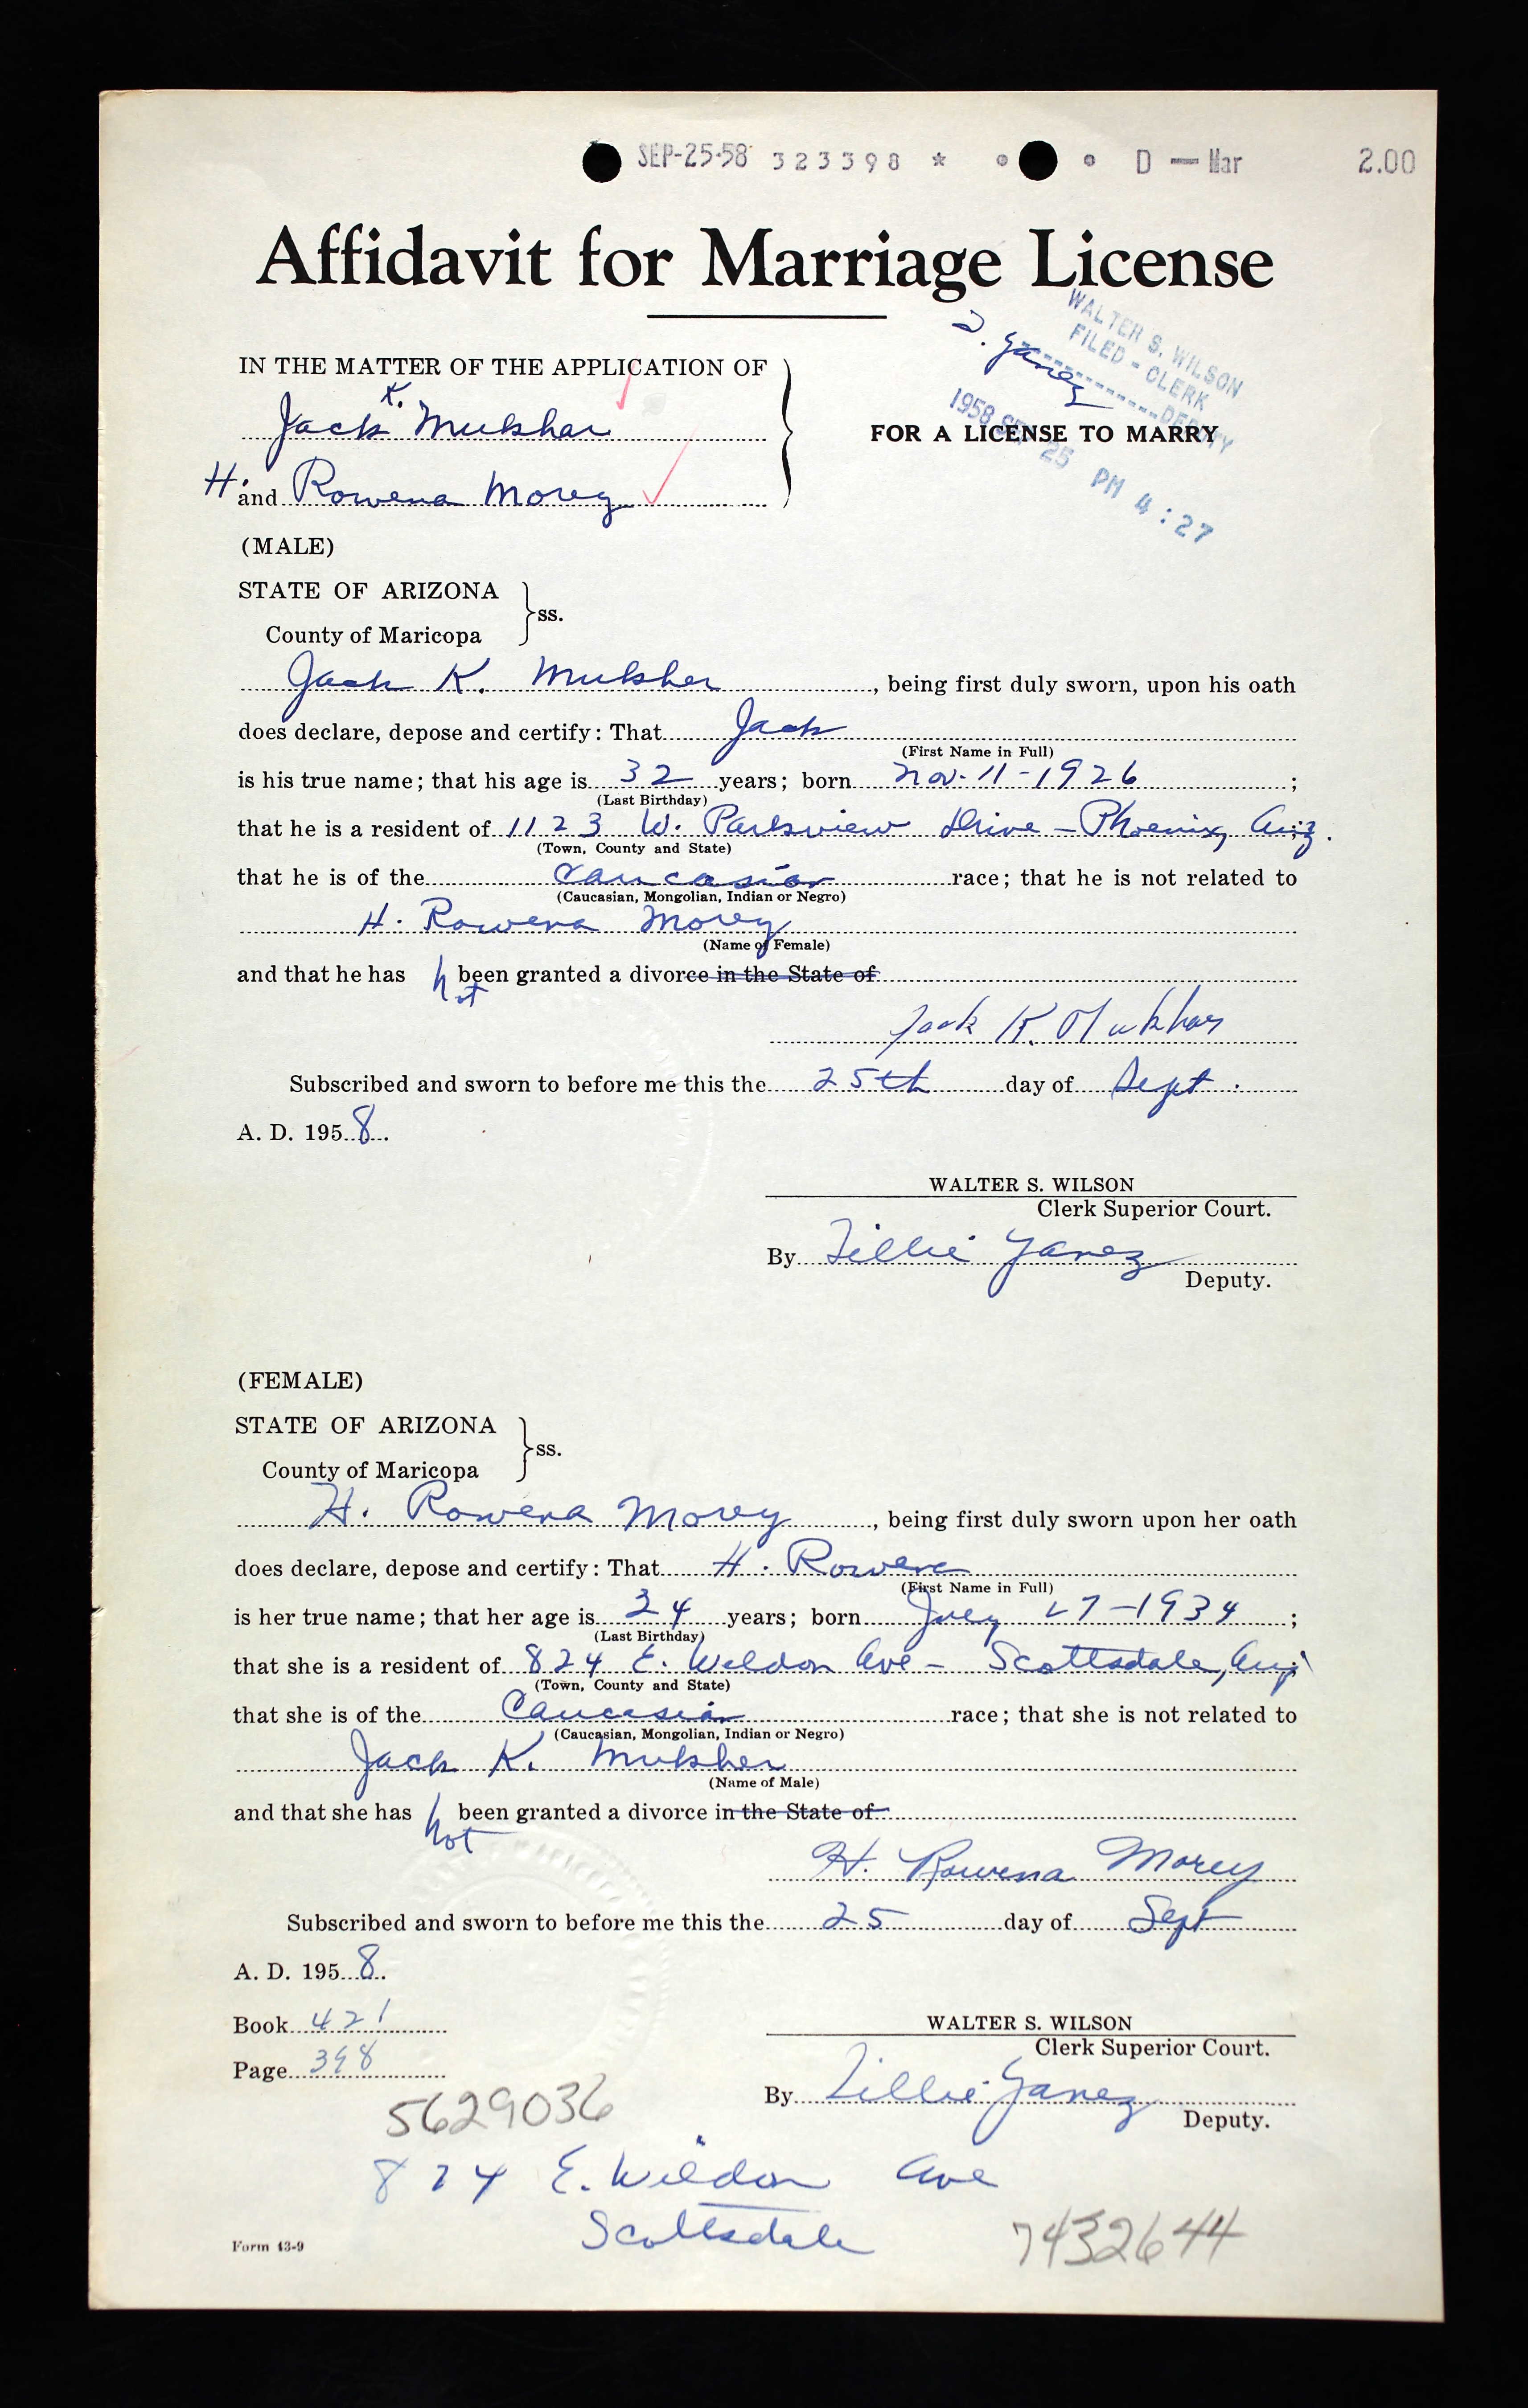 SEP-25-58 323398 * D — Mar 2.00
Affidavit for Marriage License
WALTER S. WILSON
FILED - CLERK
DEPUTY
1958 SEP 25 PM 4:27
IN THE MATTER OF THE APPLICATION OF
Jack K. Mukhar
H. and Rowena Morey
FOR A LICENSE TO MARRY
(MALE)
STATE OF ARIZONA
County of Maricopa
ss.
Jack K. Mukher, being first duly sworn, upon his oath
does declare, depose and certify: That Jack
(First Name in Full)
is his true name; that his age is 32 years; born Nov. 11-1926;
(Last Birthday)
that he is a resident of 1123 W. Parkview Drive - Phoenix, Ariz.
(Town, County and State)
that he is of the Caucasian race; that he is not related to
(Caucasian, Mongolian, Indian or Negro)
H. Rowena Morey
(Name of Female)
and that he has not been granted a divorce in the State of
Jack K. Mukhar
Subscribed and sworn to before me this the 25th day of Sept.
A. D. 1958.
WALTER S. WILSON
Clerk Superior Court.
By Tillie Yanez
Deputy.
(FEMALE)
STATE OF ARIZONA
County of Maricopa
ss.
H. Rowena Morey, being first duly sworn upon her oath
does declare, depose and certify: That H. Rowena
(First Name in Full)
is her true name; that her age is 24 years; born July 27-1934;
(Last Birthday)
that she is a resident of 824 E. Weldon Ave - Scottsdale, Ariz
(Town, County and State)
that she is of the Caucasian race; that she is not related to
(Caucasian, Mongolian, Indian or Negro)
Jack K. Mukher
(Name of Male)
and that she has not been granted a divorce in the State of
H. Rowena Morey
Subscribed and sworn to before me this the 25 day of Sept
A. D. 1958.
Book 421
Page 398
WALTER S. WILSON
Clerk Superior Court.
By Tillie Yanez
Deputy.
5629036
824 E. Weldon Ave
Scottsdale
7432644
Form 43-9